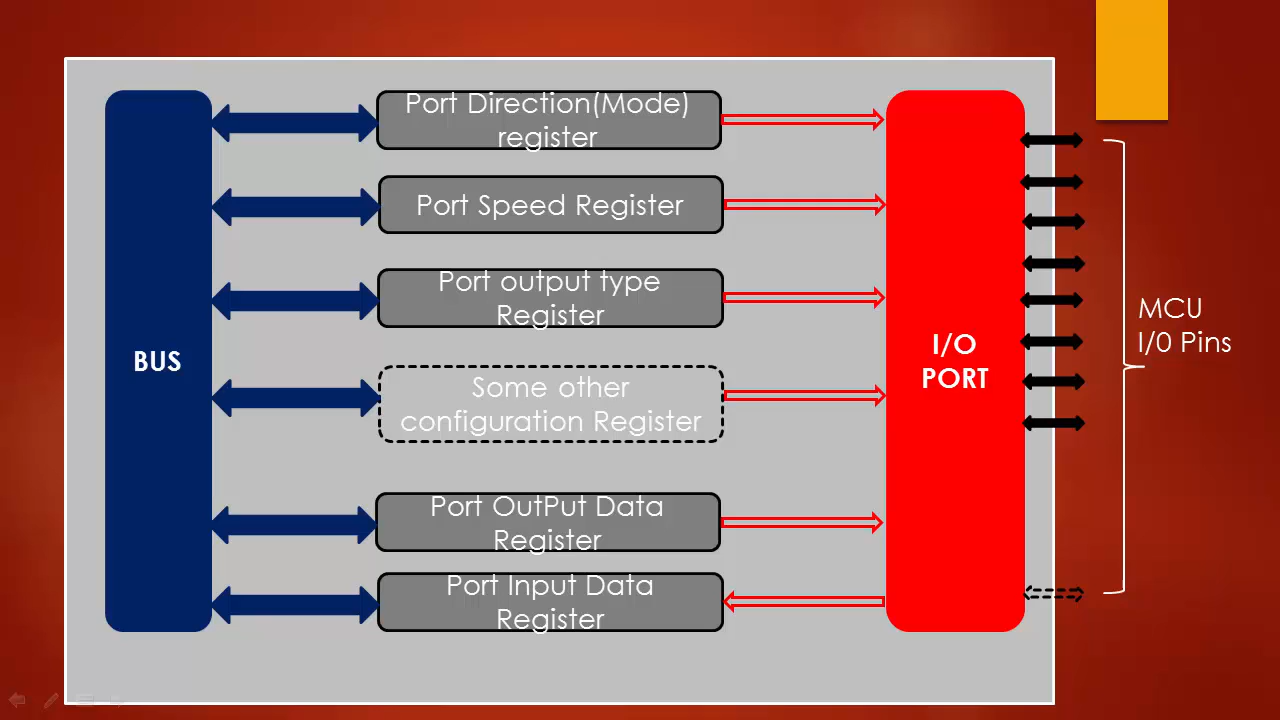 Port Direction(Mode)
register
Port Speed Register
Port output type
Register
BUS
Some other
configuration Register
Port OutPut Data
Register
Port Input Data
Register
I/O
PORT
MCU
I/0 Pins